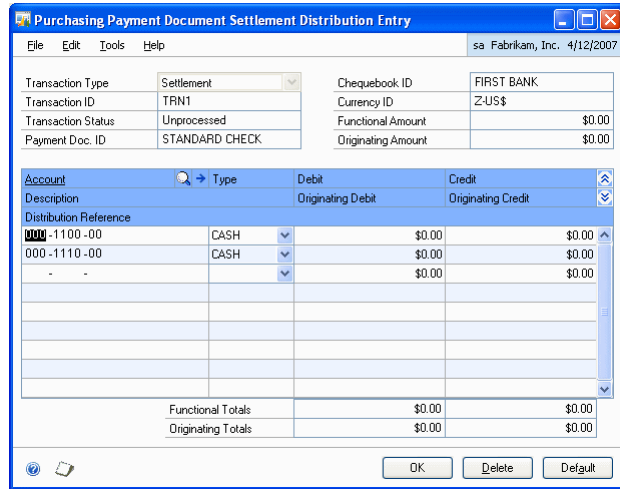 Purchasing Payment Document Settlement Distribution Entry
File Edit Tools Help sa Fabrikam, Inc. 4/12/2007
Transaction Type Settlement Chequebook ID FIRST BANK
Transaction ID TRN1 Currency ID Z-US$
Transaction Status Unprocessed Functional Amount $0.00
Payment Doc. ID STANDARD CHECK Originating Amount $0.00
Account Type Debit Credit
Description Originating Debit Originating Credit
Distribution Reference
000 -1100 -00 CASH $0.00 $0.00
000 -1110 -00 CASH $0.00 $0.00
- - $0.00 $0.00
Functional Totals $0.00 $0.00
Originating Totals $0.00 $0.00
OK Delete Default